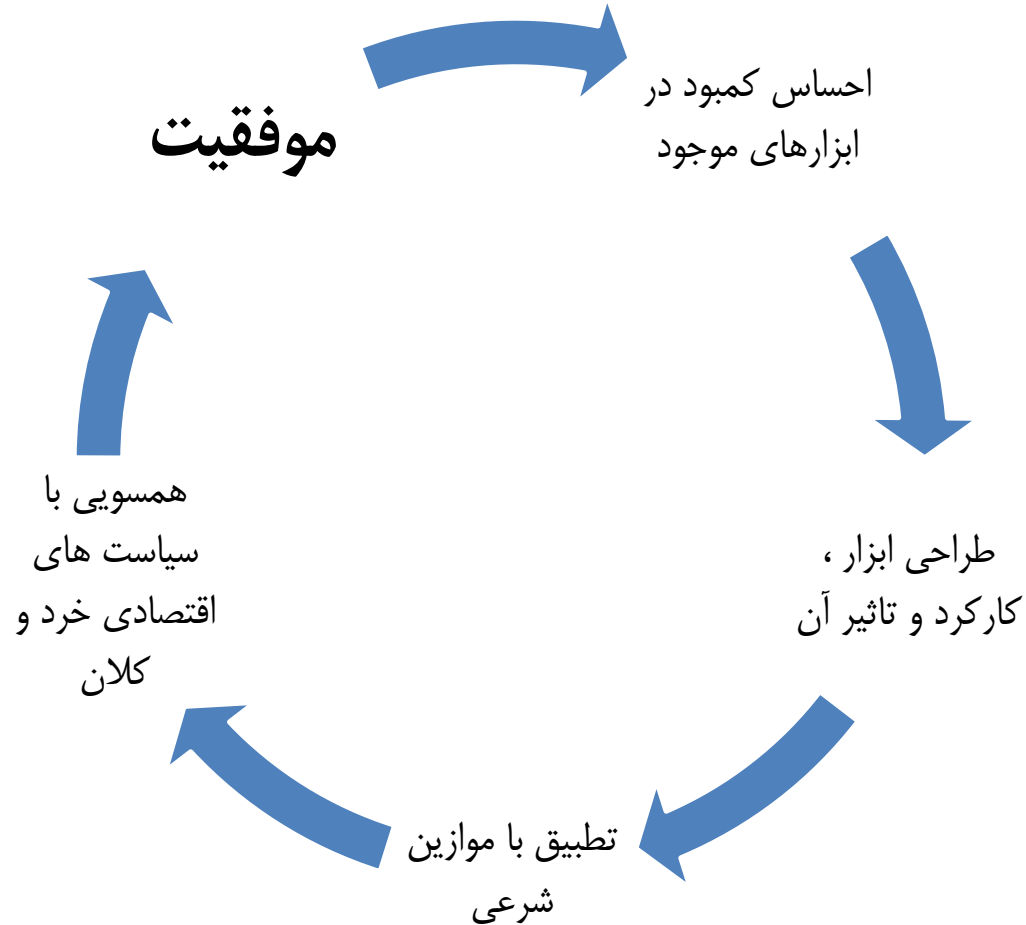 موفقیت
احساس کمبود در
ابزارهای موجود
طراحی ابزار ،
کارکرد و تاثیر آن
تطبیق با موازین
شرعی
همسویی با
سیاست های
اقتصادی خرد و
کلان